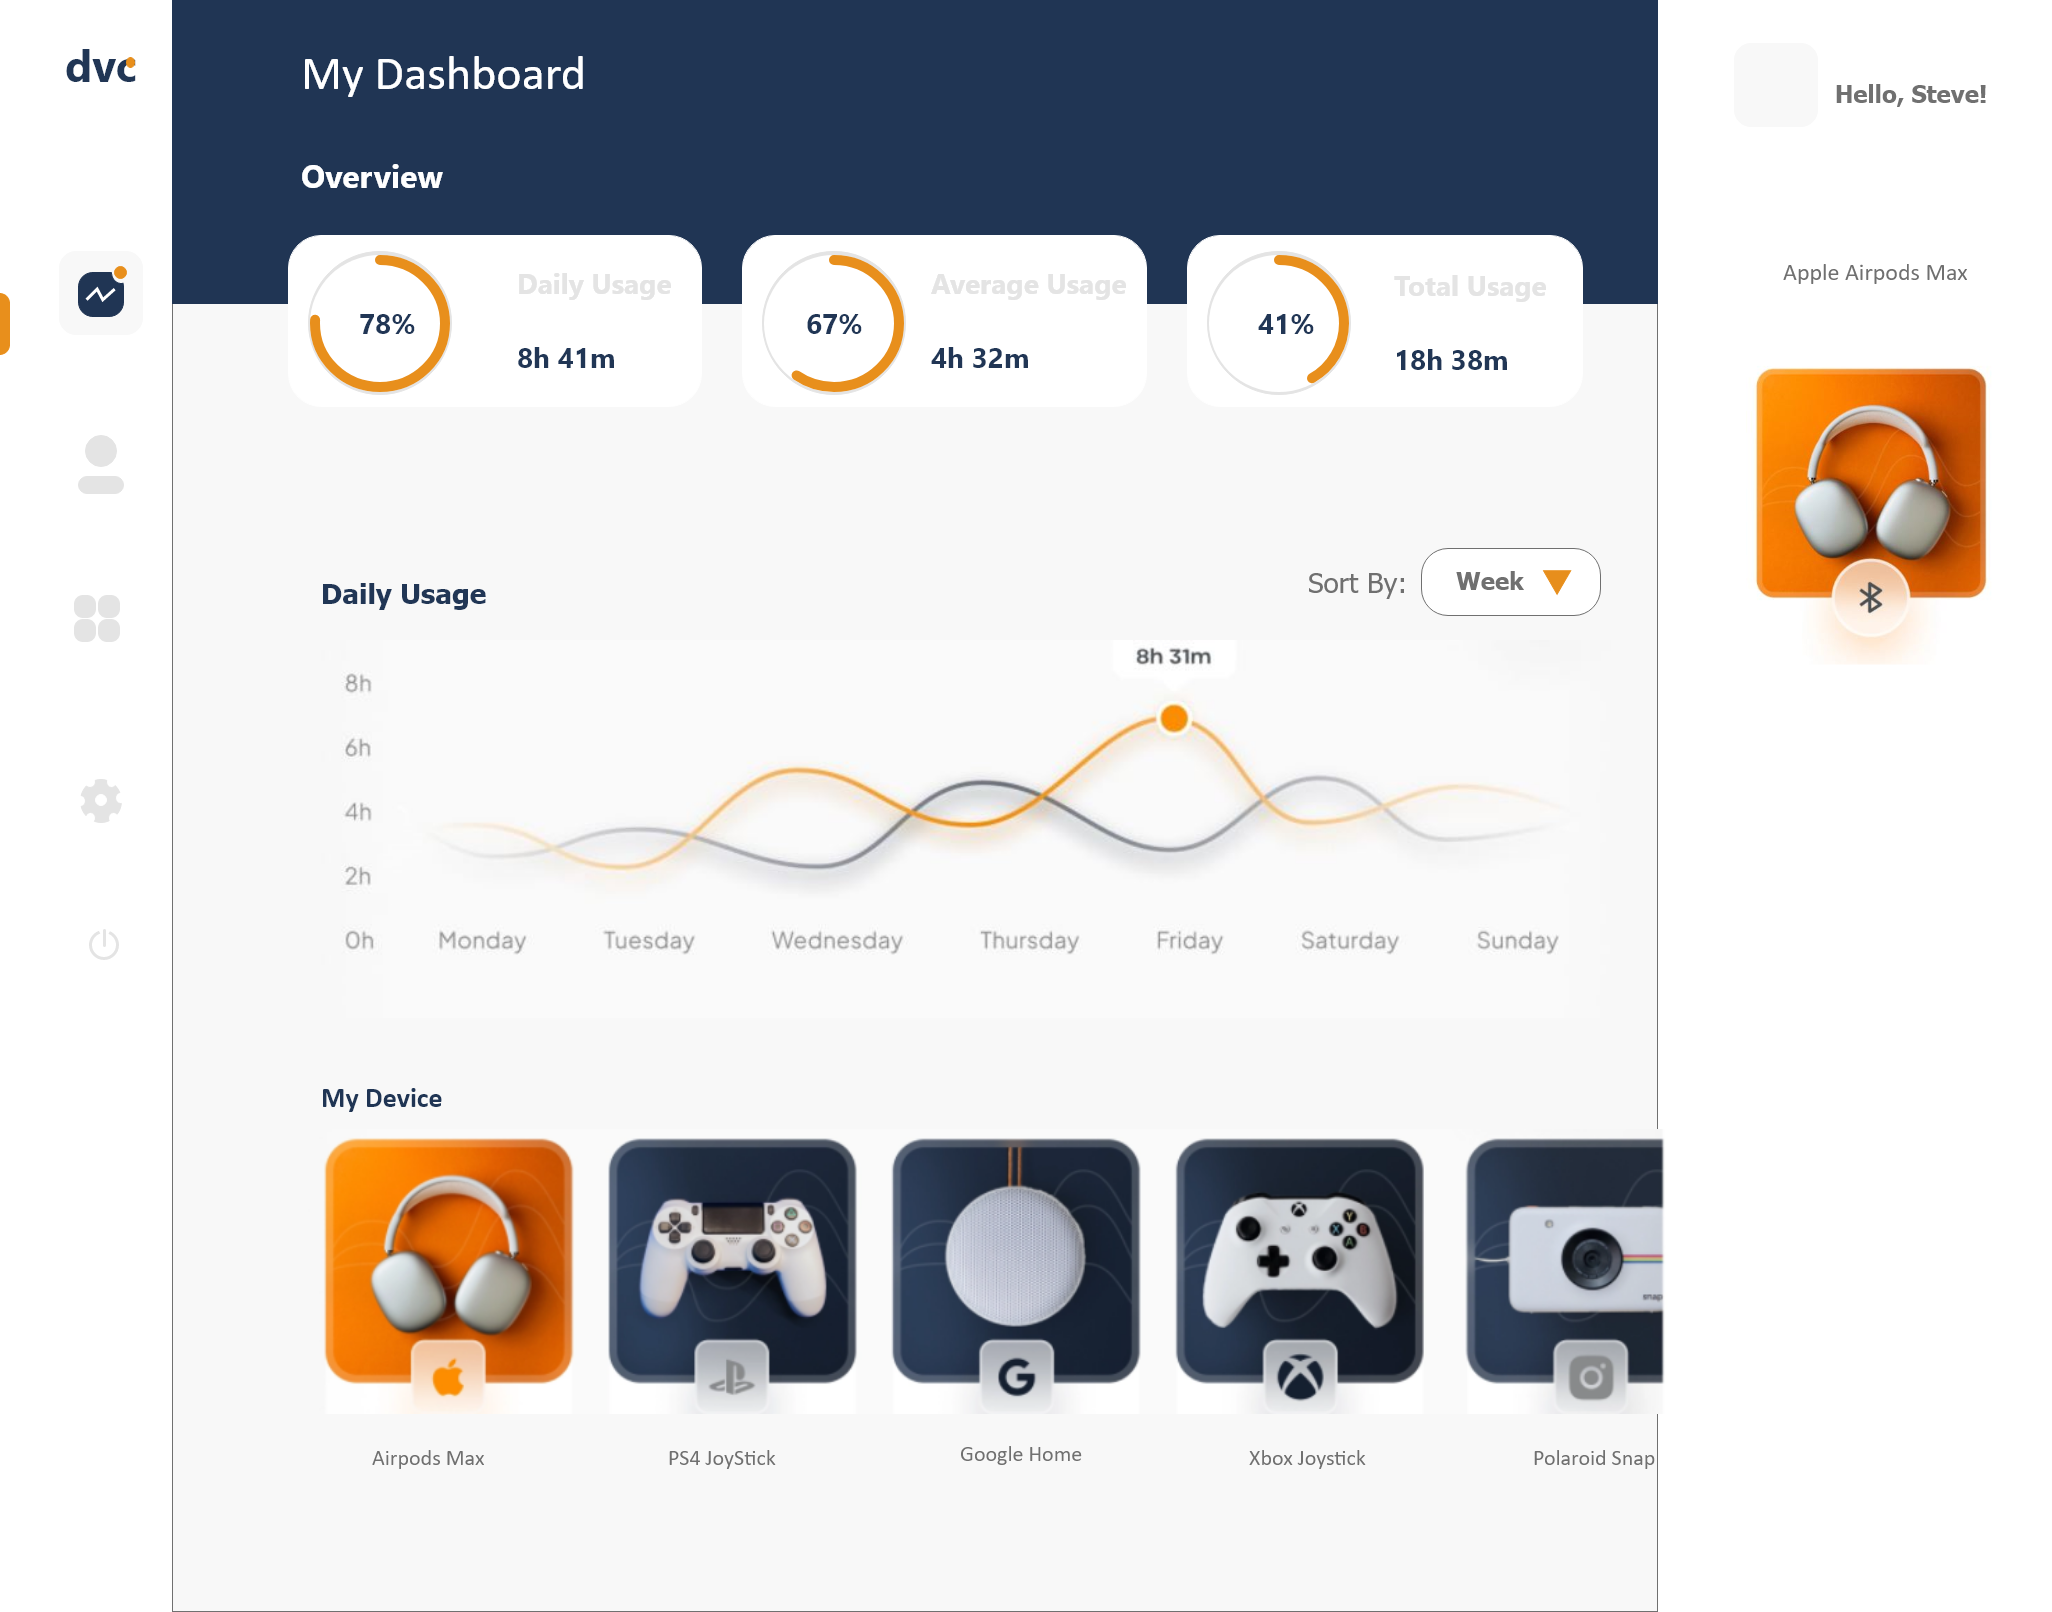 dvc
My Dashboard
Hello, Steve!
Overview
78%
Daily Usage
8h 41m
67%
Average Usage
4h 32m
41%
Total Usage
18h 38m
Apple Airpods Max
Daily Usage
Sort By:
Week
8h 31m
8h
6h
4h
2h
0h
Monday
Tuesday
Wednesday
Thursday
Friday
Saturday
Sunday
My Device
Y
X
B
A
snap
G
Airpods Max
PS4 JoyStick
Google Home
Xbox Joystick
Polaroid Snap